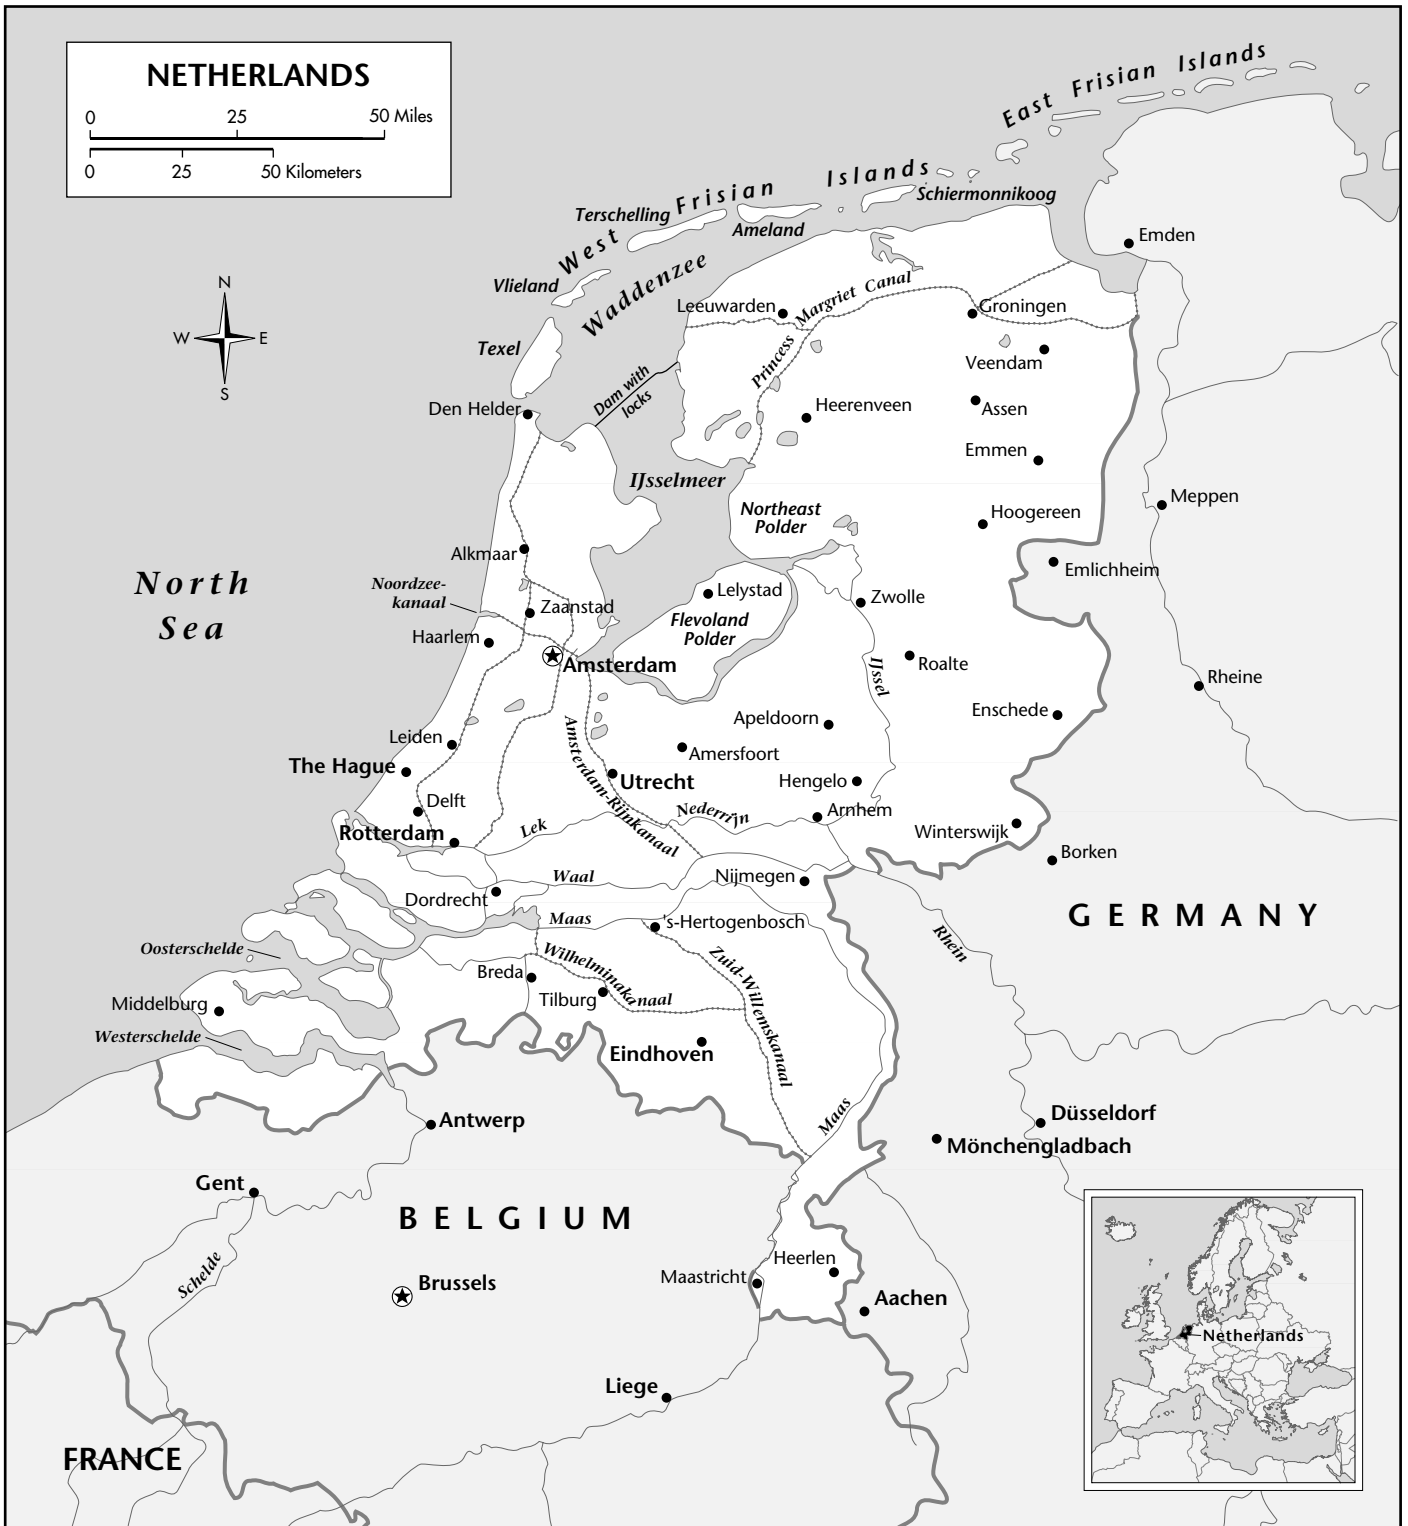 NETHERLANDS
0 25 50 Miles
0 25 50 Kilometers
East Frisian Islands
West Frisian Islands
Schiermonnikoog
Terschelling
Ameland
Vlieland
Waddenzee
Texel
N
W E
S
Emden
Leeuwarden
Princess Margriet Canal
Groningen
Veendam
Dam with
locks
Den Helder
Heerenveen
Assen
Emmen
IJsselmeer
Meppen
Northeast
Polder
Hoogereen
Alkmaar
Emlichheim
North
Sea
Noordzee-
kanaal
Zaanstad
Lelystad
Zwolle
Flevoland
Polder
Haarlem
Amsterdam
IJssel
Roalte
Rheine
Enschede
Apeldoorn
Leiden
Amersfoort
The Hague
Utrecht
Hengelo
Amsterdam-Rijnkanaal
Delft
Nederrijn
Arnhem
Rotterdam
Lek
Winterswijk
Borken
Waal
Nijmegen
Dordrecht
GERMANY
Maas
's-Hertogenbosch
Rhein
Oosterschelde
Breda
Wilhelminakanaal
Zuid-Willemskanaal
Tilburg
Middelburg
Westerschelde
Eindhoven
Maas
Antwerp
Düsseldorf
Mönchengladbach
Gent
BELGIUM
Schelde
Heerlen
Maastricht
Brussels
Aachen
Netherlands
Liege
FRANCE